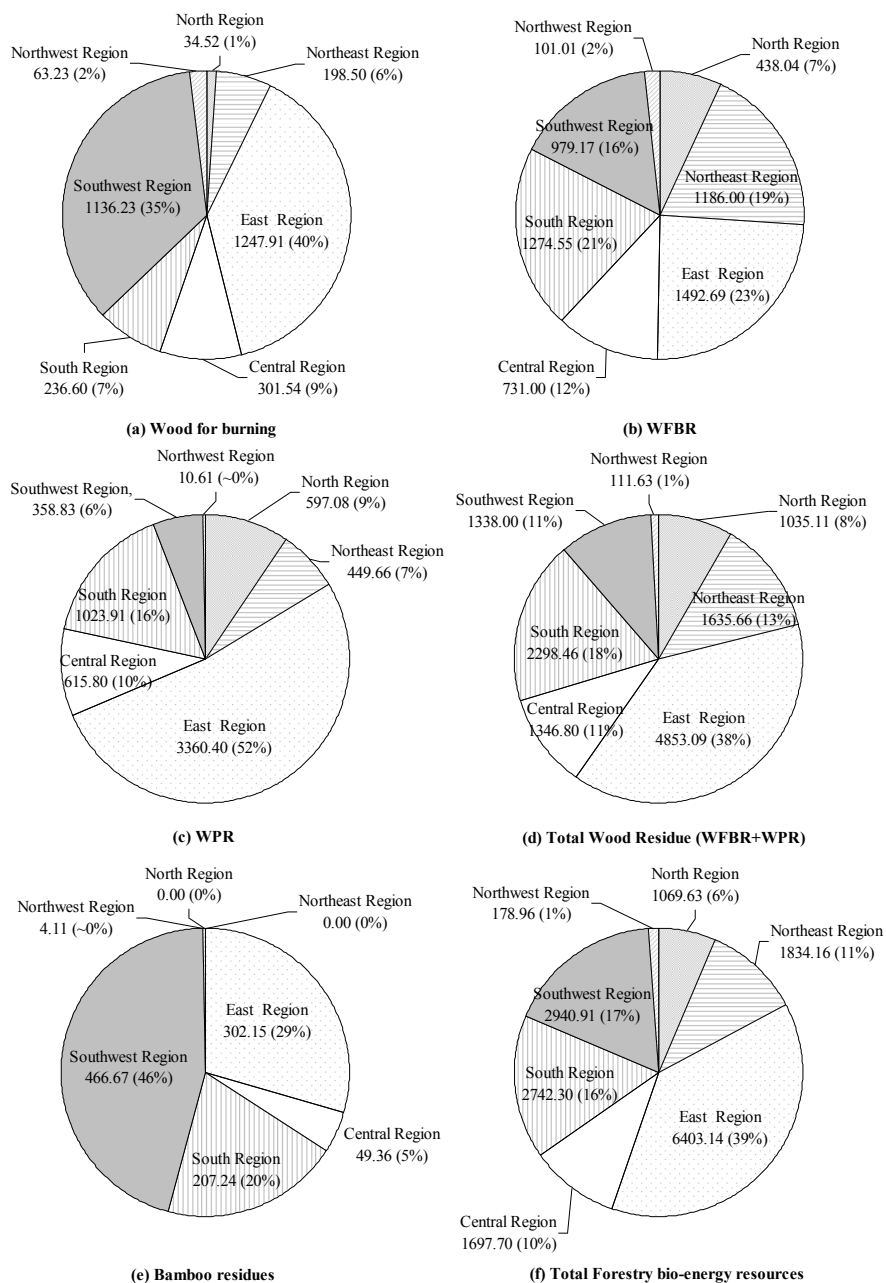 North Region
34.52 (1%)
Northwest Region
63.23 (2%)
Northeast Region
198.50 (6%)
Southwest Region
1136.23 (35%)
East Region
1247.91 (40%)
South Region
236.60 (7%)
Central Region
301.54 (9%)
(a) Wood for burning
Northwest Region
101.01 (2%)
North Region
438.04 (7%)
Southwest Region
979.17 (16%)
Northeast Region
1186.00 (19%)
South Region
1274.55 (21%)
East Region
1492.69 (23%)
Central Region
731.00 (12%)
(b) WFBR
Northwest Region
10.61 (~0%)
Southwest Region,
358.83 (6%)
North Region
597.08 (9%)
Northeast Region
449.66 (7%)
South Region
1023.91 (16%)
Central Region
615.80 (10%)
East Region
3360.40 (52%)
(c) WPR
Northwest Region
111.63 (1%)
Southwest Region
1338.00 (11%)
North Region
1035.11 (8%)
Northeast Region
1635.66 (13%)
South Region
2298.46 (18%)
Central Region
1346.80 (11%)
East Region
4853.09 (38%)
(d) Total Wood Residue (WFBR+WPR)
North Region
0.00 (0%)
Northwest Region
4.11 (~0%)
Northeast Region
0.00 (0%)
East Region
302.15 (29%)
Southwest Region
466.67 (46%)
Central Region
49.36 (5%)
South Region
207.24 (20%)
(e) Bamboo residues
North Region
1069.63 (6%)
Northwest Region
178.96 (1%)
Northeast Region
1834.16 (11%)
Southwest Region
2940.91 (17%)
South Region
2742.30 (16%)
East Region
6403.14 (39%)
Central Region
1697.70 (10%)
(f) Total Forestry bio-energy resources